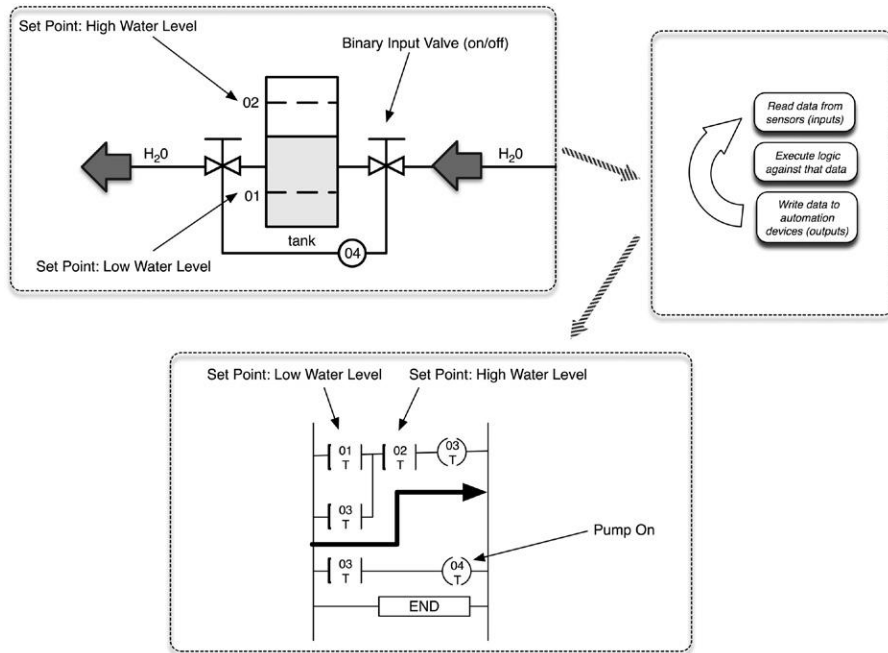 Set Point: High Water Level
Binary Input Valve (on/off)
02
H₂0
H₂0
01
tank
04
Set Point: Low Water Level
Read data from
sensors (inputs)
Execute logic
against that data
Write data to
automation
devices (outputs)
Set Point: Low Water Level
Set Point: High Water Level
01
T
02
T
03
T
03
T
Pump On
03
T
04
T
END